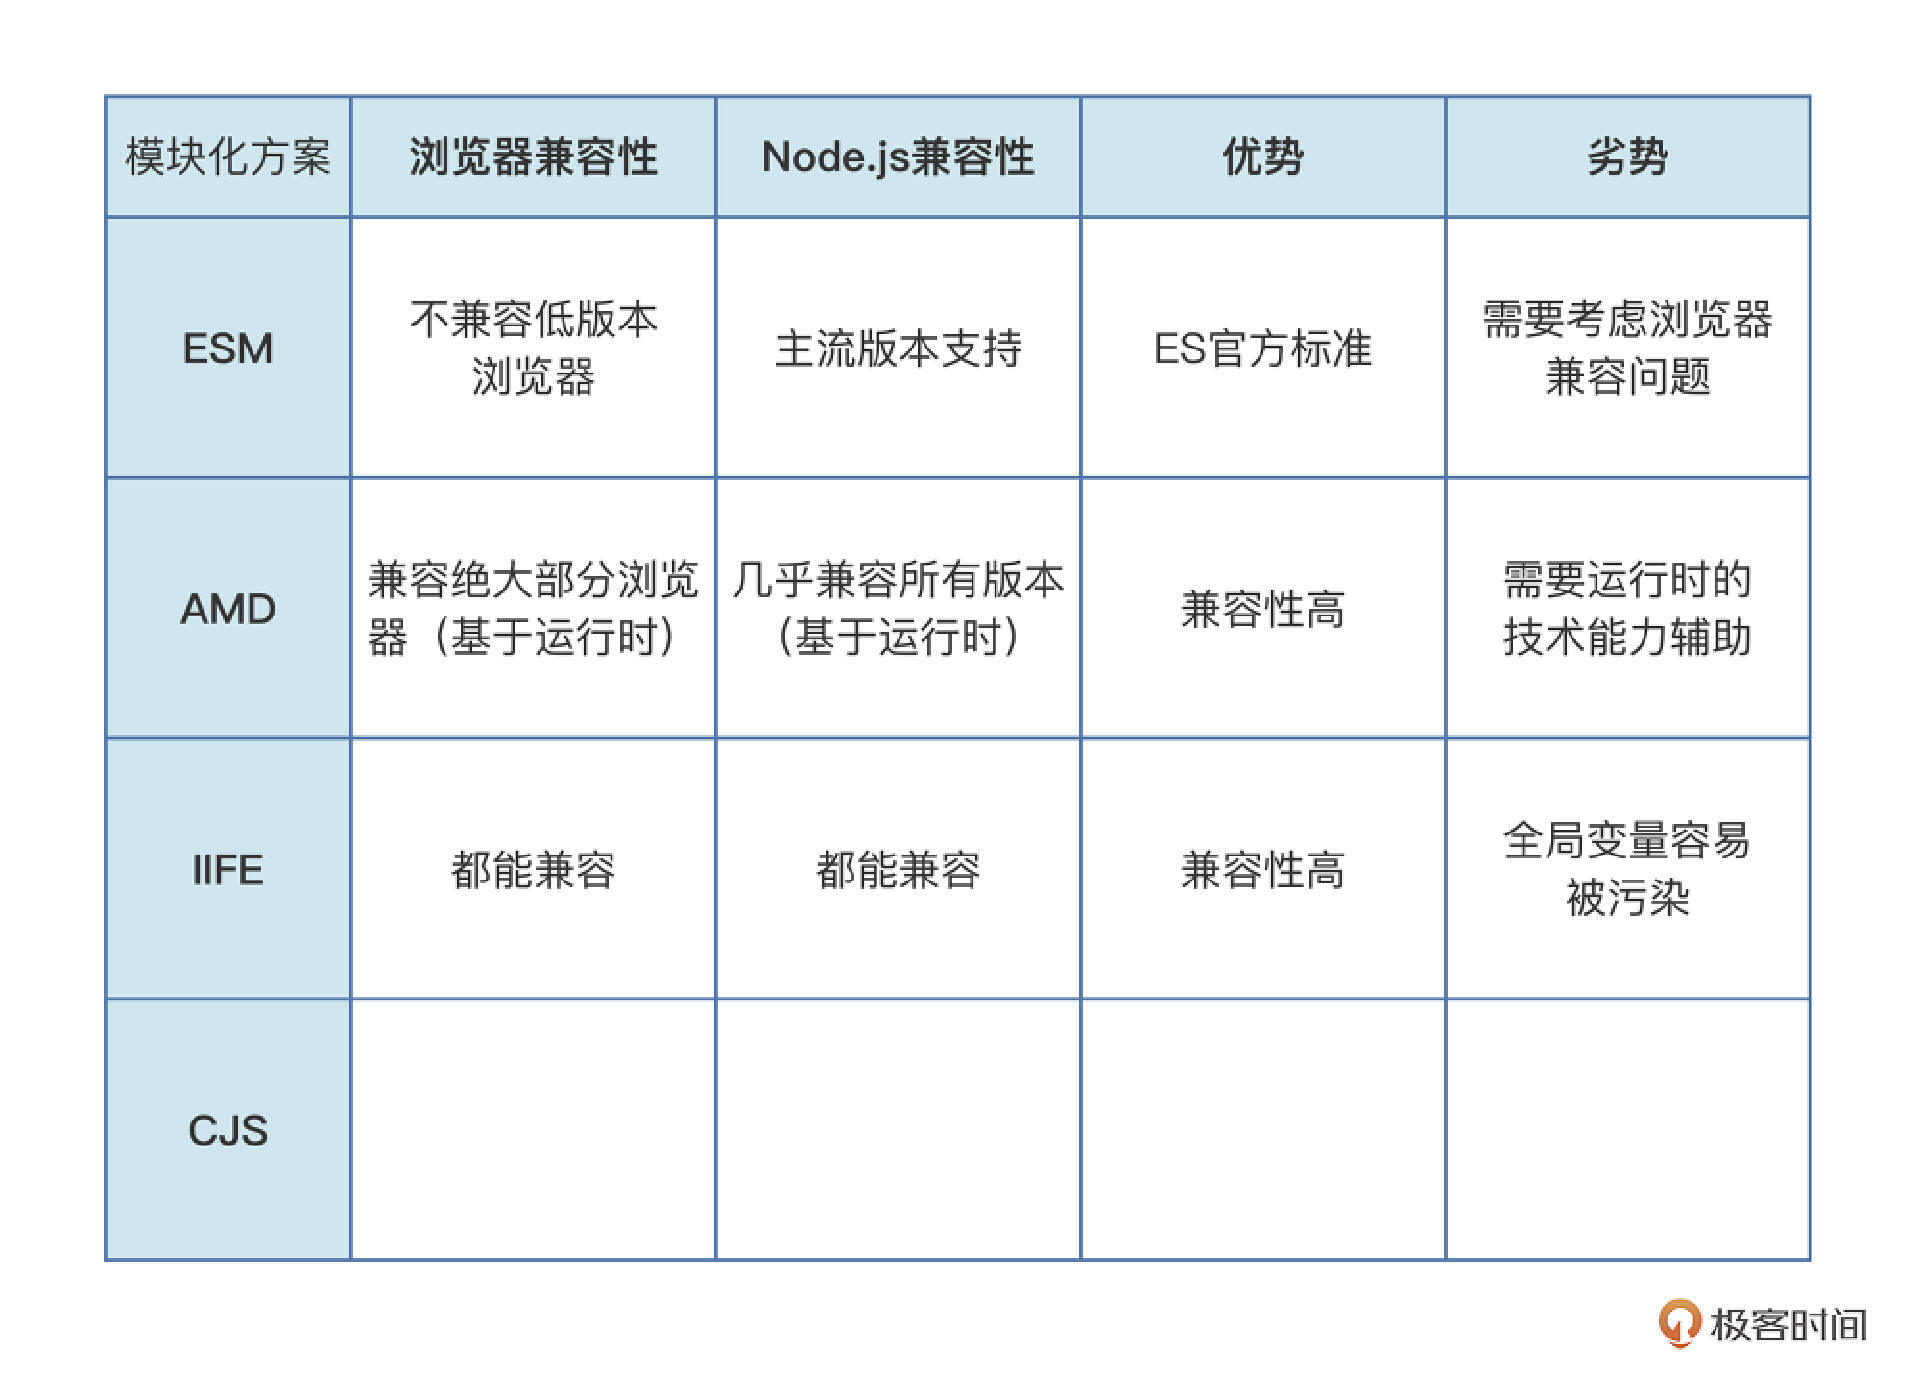 模块化方案
浏览器兼容性
Node.js兼容性
优势
劣势
ESM
不兼容低版本
浏览器
主流版本支持
ES官方标准
需要考虑浏览器
兼容问题
AMD
兼容绝大部分浏览
器（基于运行时）
几乎兼容所有版本
（基于运行时）
兼容性高
需要运行时的
技术能力辅助
IIFE
都能兼容
都能兼容
兼容性高
全局变量容易
被污染
CJS
极客时间